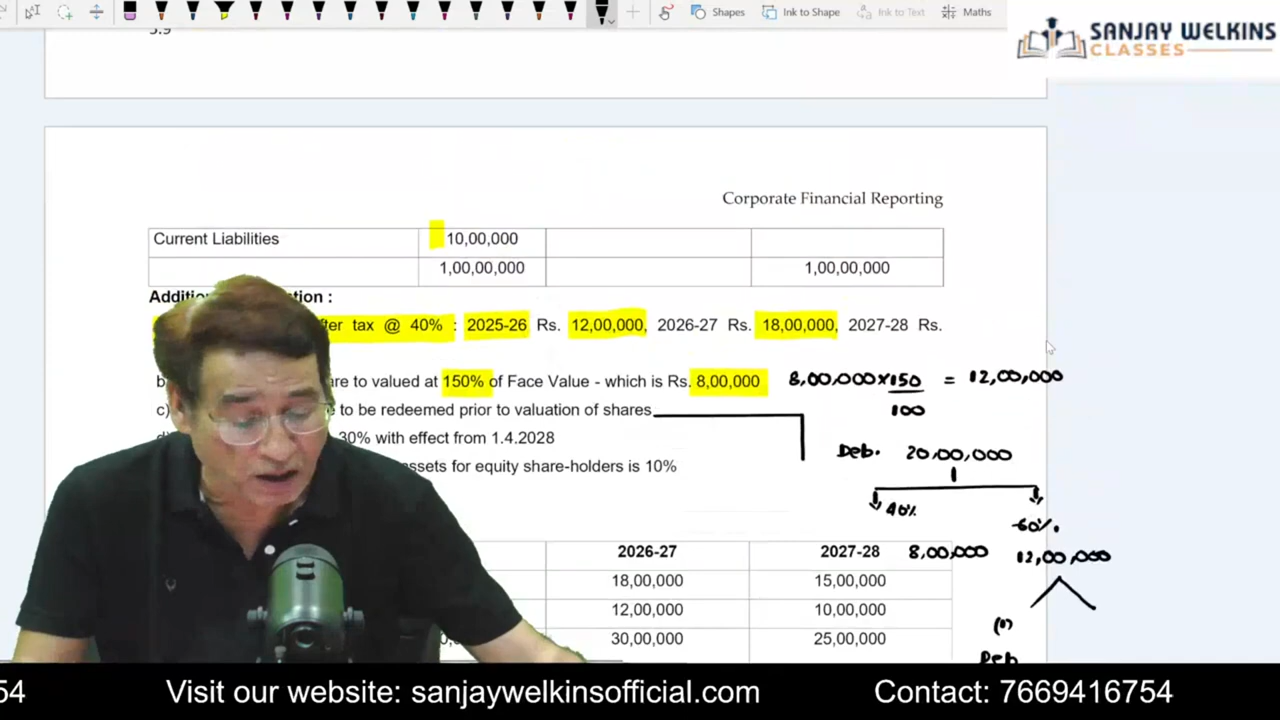 Shapes Ink to Shape Ink to Text Maths
SANJAY WELKINS
CLASSES
5.9
Corporate Financial Reporting
Current Liabilities 10,00,000
1,00,00,000 1,00,00,000
tax @ 40% : 2025-26 Rs. 12,00,000, 2026-27 Rs. 18,00,000, 2027-28 Rs.
to valued at 150% of Face Value - which is Rs. 8,00,000 8,00,000 x 150 = 12,00,000
100
c) to be redeemed prior to valuation of shares
30% with effect from 1.4.2028
Deb. 20,00,000
for equity share-holders is 10%
40%
60%
2026-27 2027-28 8,00,000 12,00,000
18,00,000 15,00,000
12,00,000 10,00,000
(1)
30,00,000 25,00,000
Deb
54 Visit our website: sanjaywelkinsofficial.com Contact: 7669416754